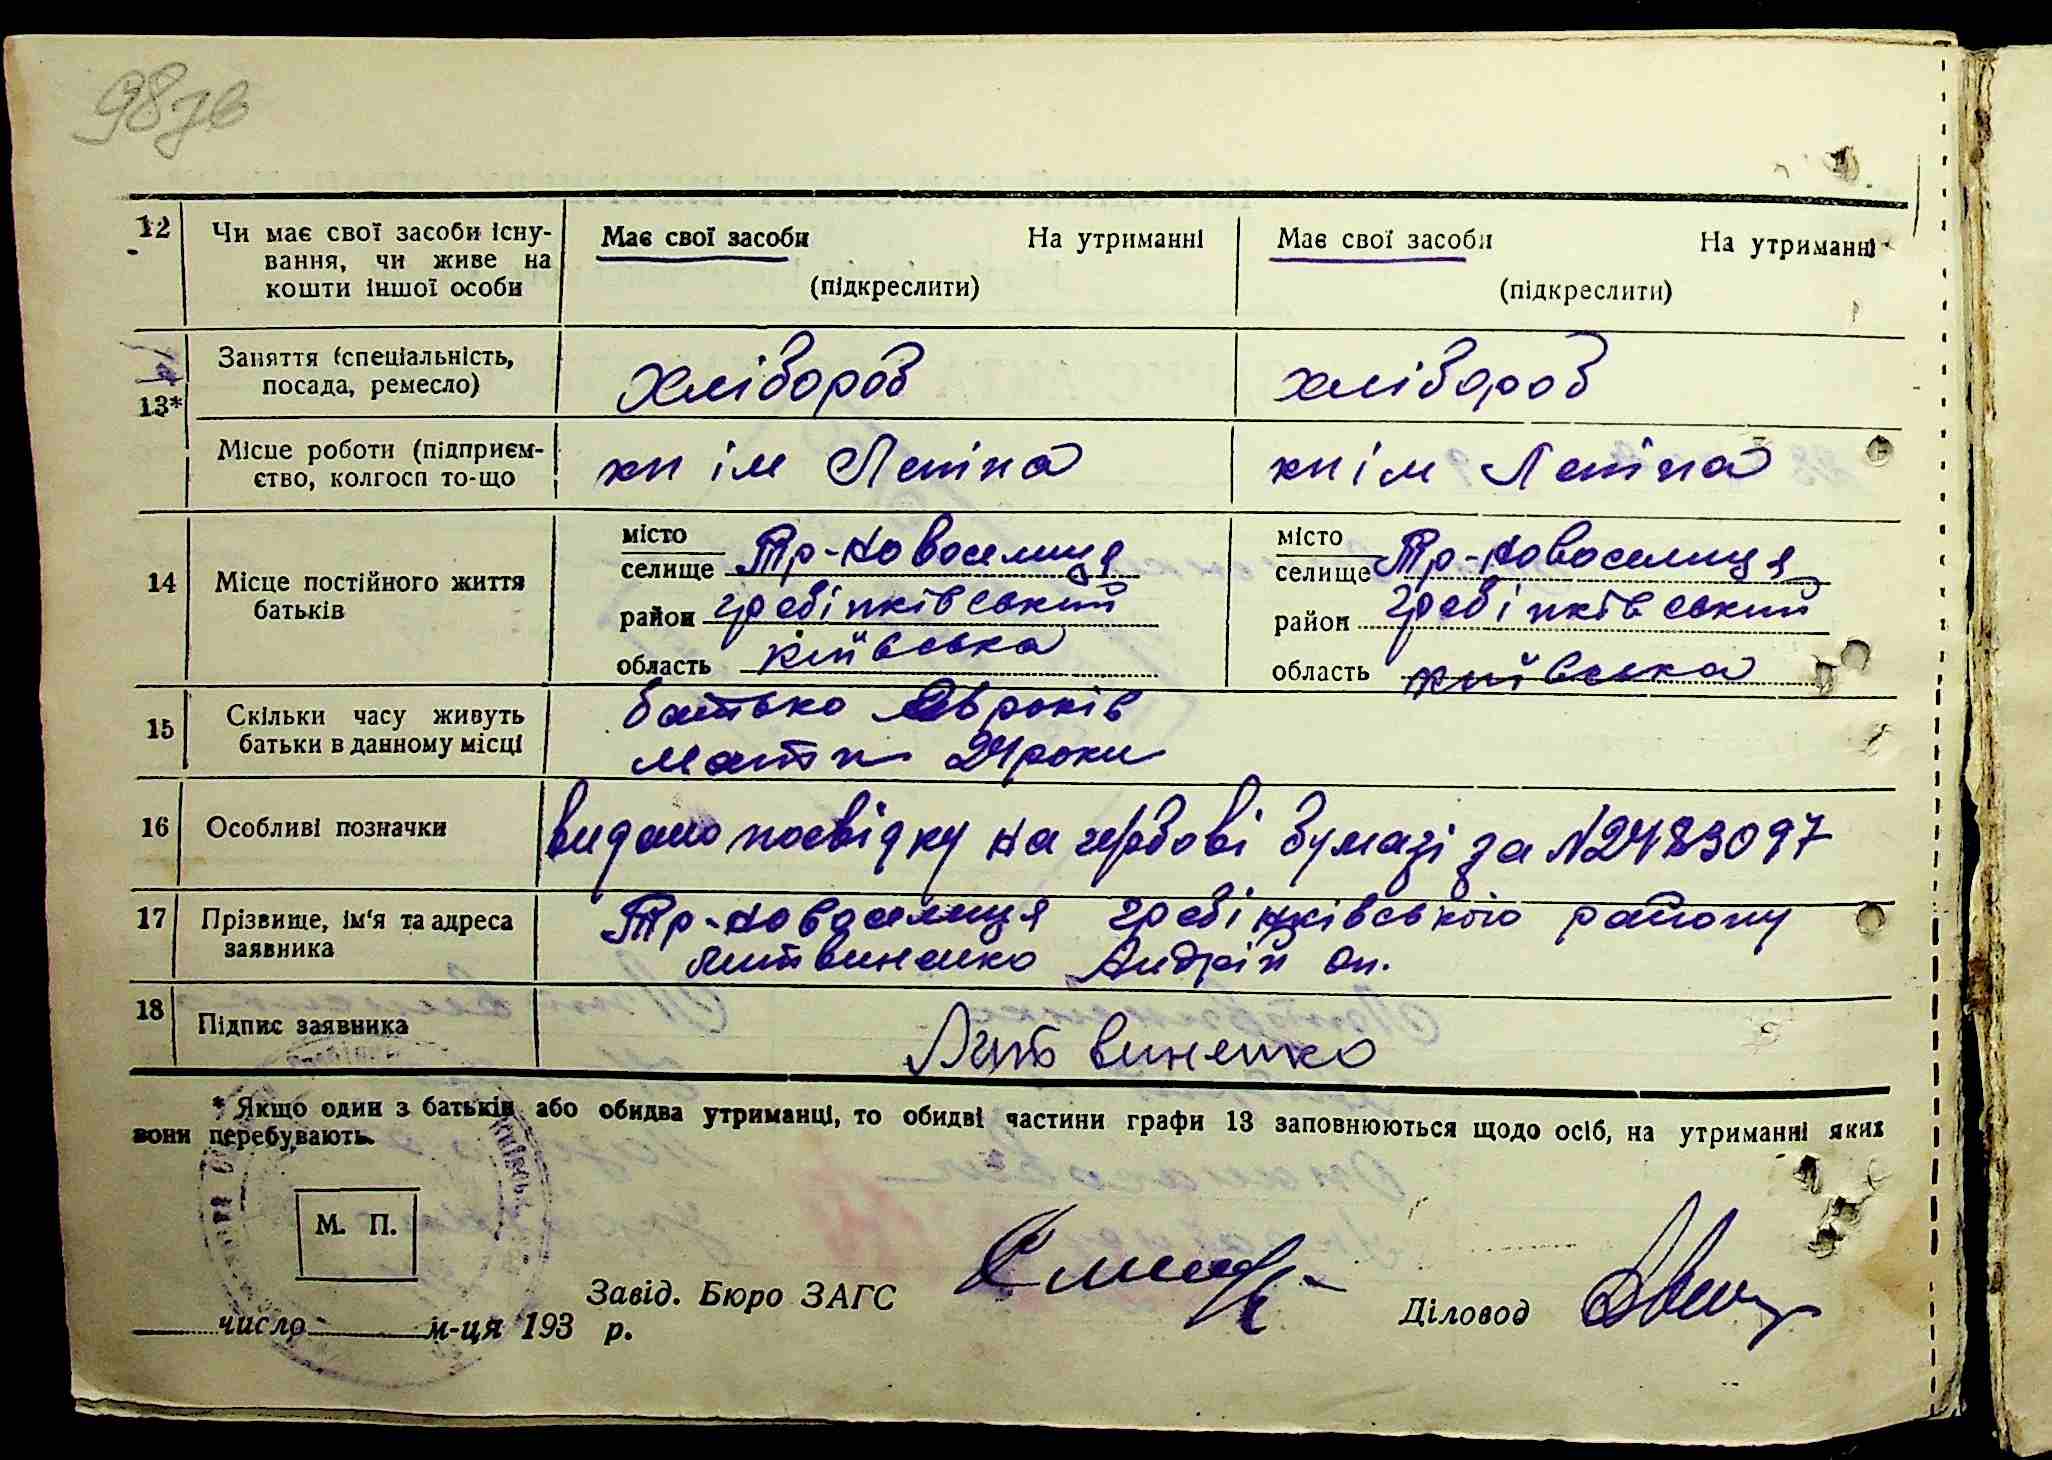 98 зв
12 Чи має свої засоби існу-
вання, чи живе на
кошти іншої особи
Має свої засоби На утриманні
(підкреслити)
Має свої засоби На утриманні
(підкреслити)
13*
Заняття (спеціальність,
посада, ремесло)
хлібороб
хлібороб
Місце роботи (підприєм-
ство, колгосп то-що
кп ім Леніна
кп ім Леніна
14 Місце постійного життя
батьків
місто
селище Тр-Новоселиця
район гребінківський
область київська
місто
селище Тр-Новоселиця
район гребінківський
область київська
15 Скільки часу живуть
батьки в данному місці
батько років
мати 24 роки
16 Особливі позначки
видано посвідку на гербові бумазі за №2483097
17 Прізвище, ім'я та адреса
заявника
Тр-Новоселиця гребінківського району
литвиненко Андрій оп.
18 Підпис заявника
Литвиненко
* Якщо один з батьків або обидва утриманці, то обидві частини графи 13 заповнюються щодо осіб, на утриманні яких
вони перебувають.
М. П.
Завід. Бюро ЗАГС
Діловод
число м-ця 193 р.